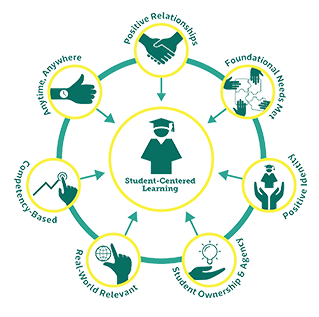 Positive Relationships
Foundational Needs Met
Positive Identity
Student Ownership & Agency
Real-World Relevant
Competency-Based
Anytime, Anywhere
Student-Centered
Learning